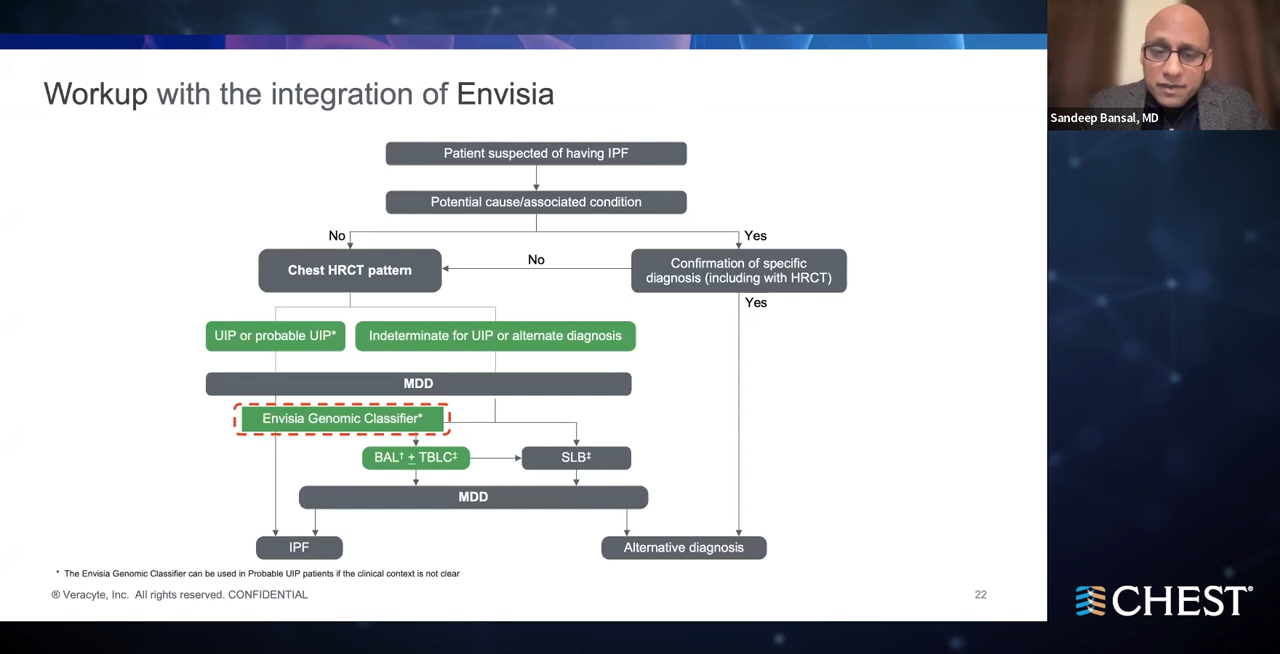 Sandeep Bansal, MD
Workup with the integration of Envisia
Patient suspected of having IPF
Potential cause/associated condition
No
Yes
Chest HRCT pattern
No
Confirmation of specific
diagnosis (including with HRCT)
Yes
UIP or probable UIP*
Indeterminate for UIP or alternate diagnosis
MDD
Envisia Genomic Classifier*
BAL† ± TBLC‡
SLB‡
MDD
IPF
Alternative diagnosis
* The Envisia Genomic Classifier can be used in Probable UIP patients if the clinical context is not clear
® Veracyte, Inc. All rights reserved. CONFIDENTIAL
22
CHEST®